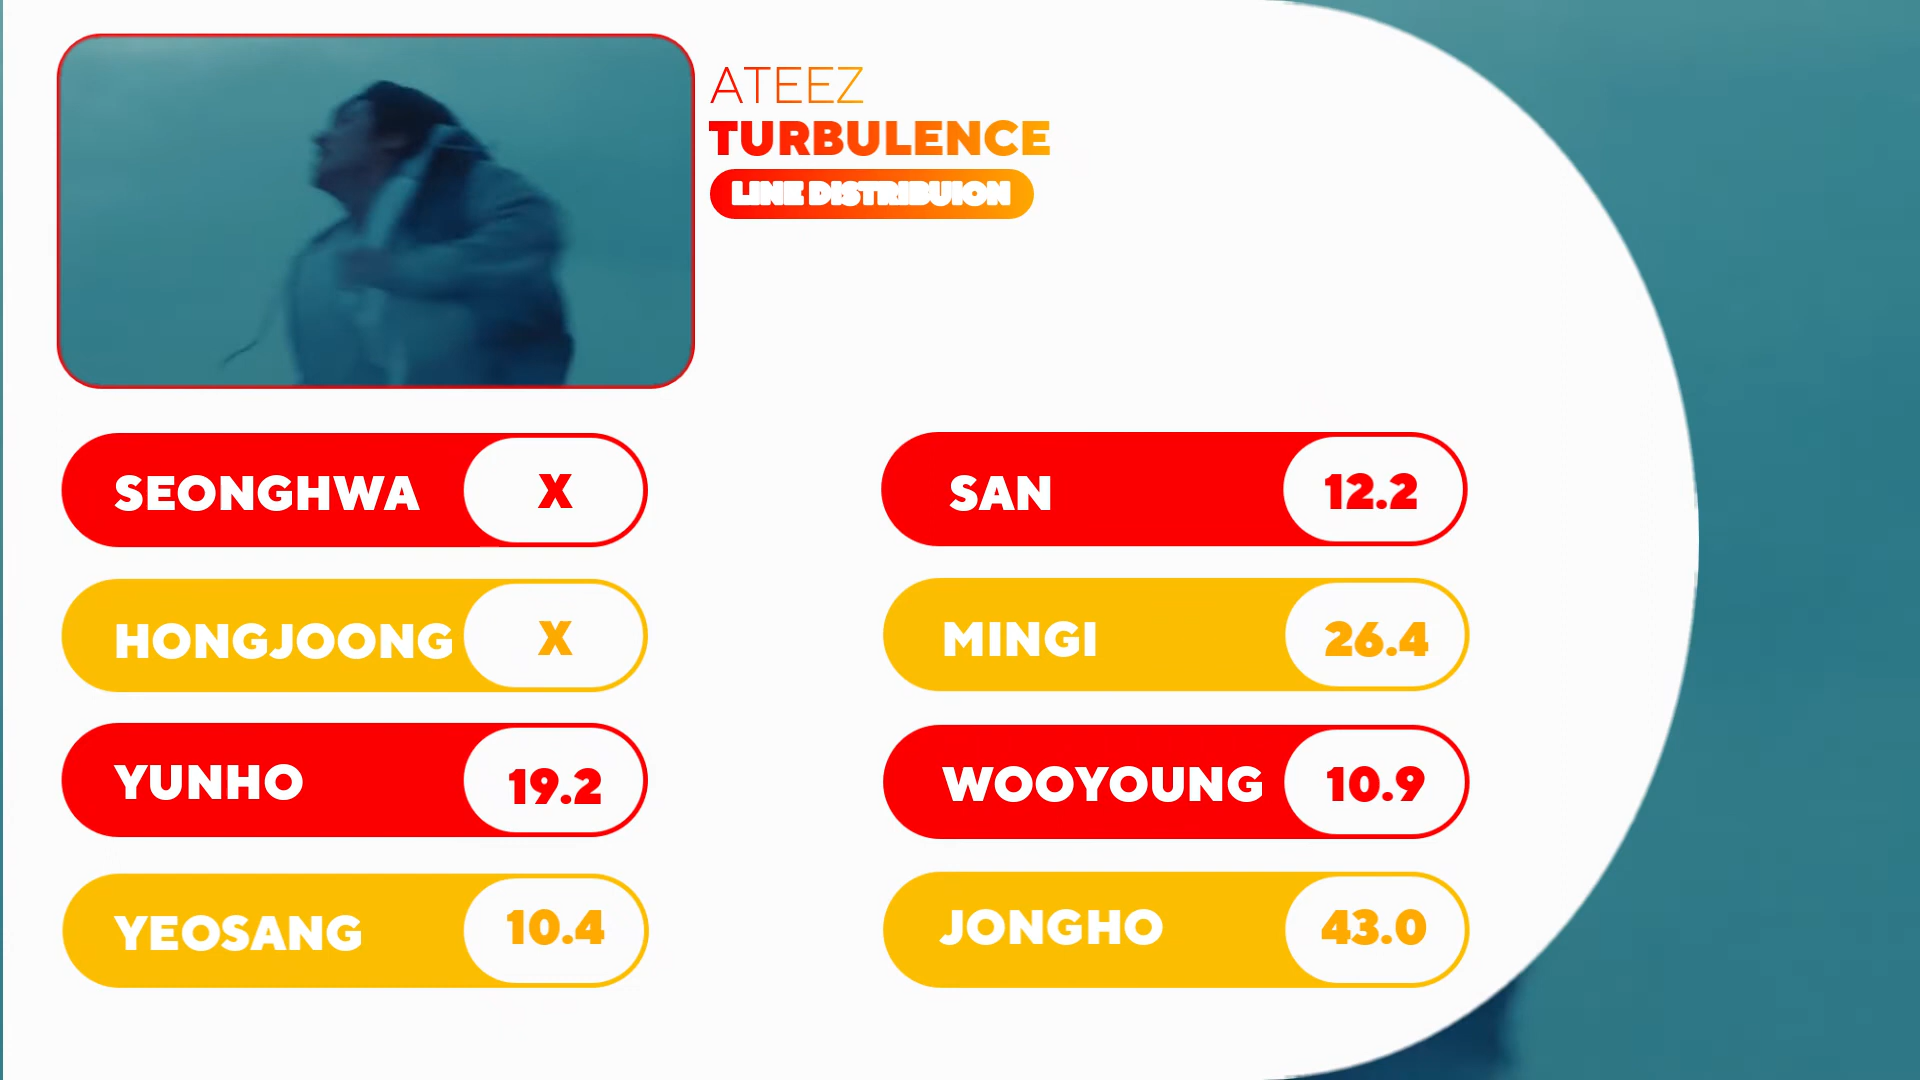 ATEEZ
TURBULENCE
LINE DISTRIBUION
SEONGHWA X
HONGJOONG X
YUNHO 19.2
YEOSANG 10.4
SAN 12.2
MINGI 26.4
WOOYOUNG 10.9
JONGHO 43.0